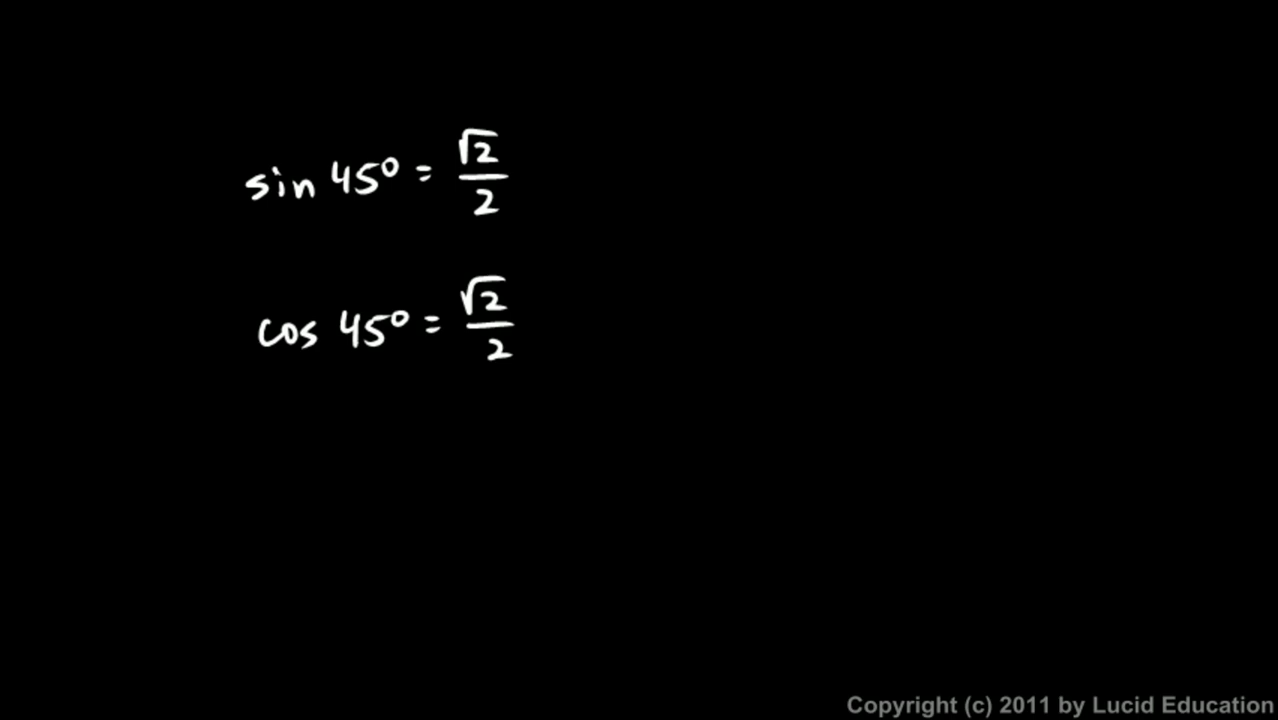 sin 45° = √2/2
cos 45° = √2/2
Copyright (c) 2011 by Lucid Education